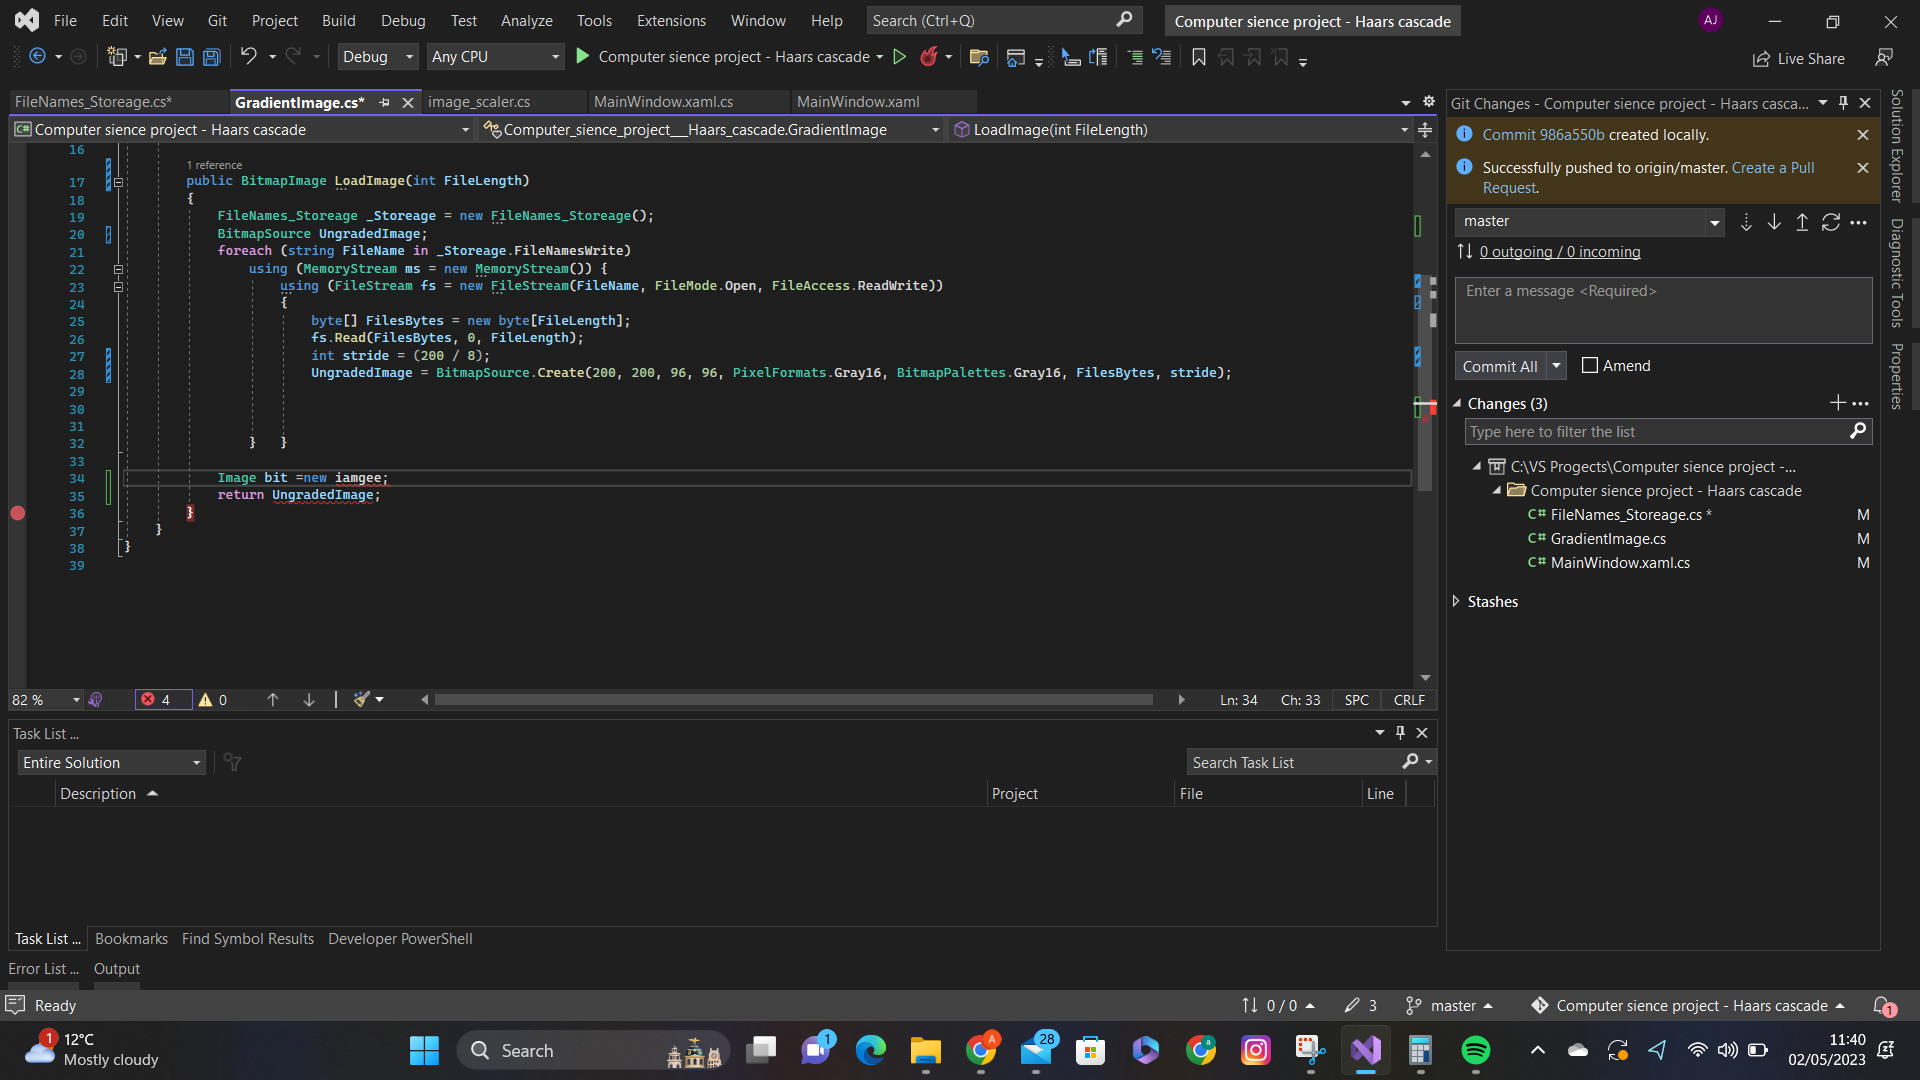 File Edit View Git Project Build Debug Test Analyze Tools Extensions Window Help Search (Ctrl+Q) Computer sience project - Haars cascade AJ
Debug Any CPU Computer sience project - Haars cascade Live Share
FileNames_Storeage.cs* GradientImage.cs* image_scaler.cs MainWindow.xaml.cs MainWindow.xaml
C# Computer sience project - Haars cascade Computer_sience_project___Haars_cascade.GradientImage LoadImage(int FileLength)
16
1 reference
17 public BitmapImage LoadImage(int FileLength)
18 {
19 FileNames_Storeage _Storeage = new FileNames_Storeage();
20 BitmapSource UngradedImage;
21 foreach (string FileName in _Storeage.FileNamesWrite)
22 using (MemoryStream ms = new MemoryStream()) {
23 using (FileStream fs = new FileStream(FileName, FileMode.Open, FileAccess.ReadWrite))
24 {
25 byte[] FilesBytes = new byte[FileLength];
26 fs.Read(FilesBytes, 0, FileLength);
27 int stride = (200 / 8);
28 UngradedImage = BitmapSource.Create(200, 200, 96, 96, PixelFormats.Gray16, BitmapPalettes.Gray16, FilesBytes, stride);
29
30
31
32 } }
33
34 Image bit =new iamgee;
35 return UngradedImage;
36 }
37 }
38 }
39
82 % 4 0 Ln: 34 Ch: 33 SPC CRLF
Task List ...
Entire Solution Search Task List
Description Project File Line
Task List ... Bookmarks Find Symbol Results Developer PowerShell
Error List ... Output
Git Changes - Computer sience project - Haars casca...
Commit 986a550b created locally.
Successfully pushed to origin/master. Create a Pull
Request.
master
0 outgoing / 0 incoming
Enter a message <Required>
Commit All Amend
Changes (3)
Type here to filter the list
C:\VS Progects\Computer sience project -...
Computer sience project - Haars cascade
C# FileNames_Storeage.cs * M
C# GradientImage.cs M
C# MainWindow.xaml.cs M
Stashes
Solution Explorer
Diagnostic Tools
Properties
Ready 0 / 0 3 master Computer sience project - Haars cascade 1
1 12°C
Mostly cloudy
Search
1
A
28
a
11:40
02/05/2023